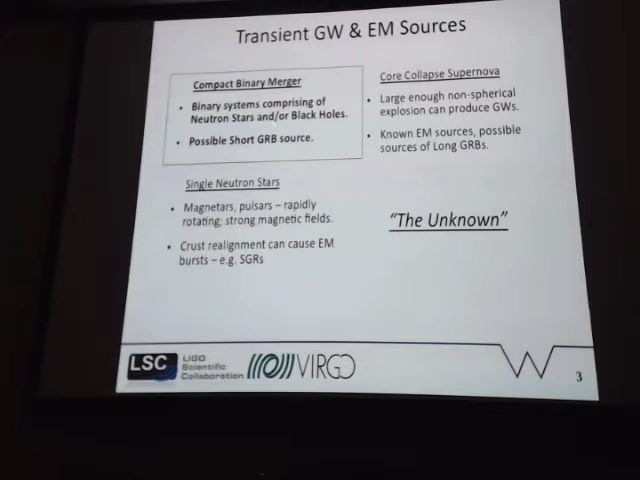 Transient GW & EM Sources
Compact Binary Merger
• Binary systems comprising of
Neutron Stars and/or Black Holes.
• Possible Short GRB source.
Core Collapse Supernova
• Large enough non-spherical
explosion can produce GWs.
• Known EM sources, possible
sources of Long GRBs.
Single Neutron Stars
• Magnetars, pulsars – rapidly
rotating; strong magnetic fields.
• Crust realignment can cause EM
bursts – e.g. SGRs
“The Unknown”
LSC
LIGO
Scientific
Collaboration
VIRGO
3